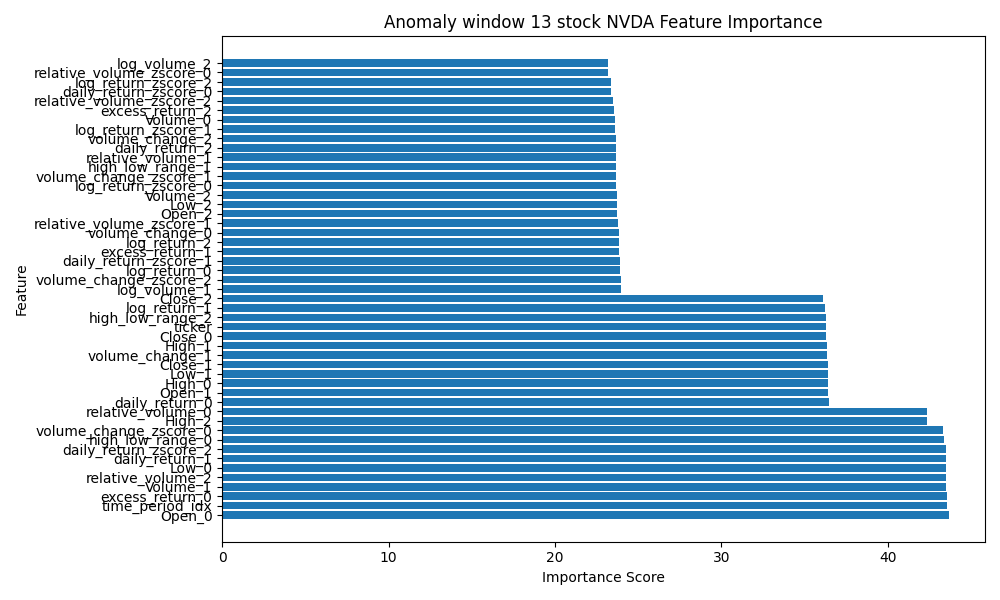 Anomaly window 13 stock NVDA Feature Importance
log_volume_2
relative_volume_zscore_0
log_return_zscore_2
daily_return_zscore_0
relative_volume_zscore_2
excess_return_2
Volume_0
log_return_zscore_1
volume_change_2
daily_return_2
relative_volume_1
high_low_range_1
volume_change_zscore_1
log_return_zscore_0
Volume_2
Low_2
Open_2
relative_volume_zscore_1
volume_change_0
log_return_2
excess_return_1
daily_return_zscore_1
log_return_0
volume_change_zscore_2
log_volume_1
Close_2
log_return_1
high_low_range_2
ticker
Close_0
High_1
volume_change_1
Close_1
Low_1
High_0
Open_1
daily_return_0
relative_volume_0
High_2
volume_change_zscore_0
high_low_range_0
daily_return_zscore_2
daily_return_1
Low_0
relative_volume_2
Volume_1
excess_return_0
time_period_idx
Open_0
Feature
0 10 20 30 40
Importance Score